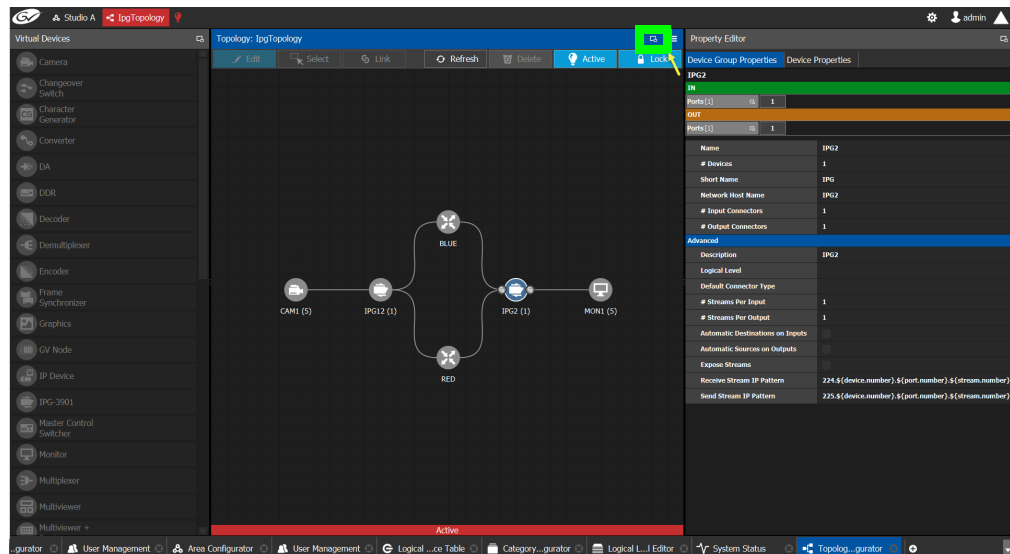 Studio A
IpgTopology
admin
Virtual Devices
Camera
Changeover
Switch
Character
Generator
Converter
DA
DDR
Decoder
Demultiplexer
Encoder
Frame
Synchronizer
Graphics
GV Node
IP Device
IPG-3901
Master Control
Switcher
Monitor
Multiplexer
Multiviewer
Multiviewer +
Topology: IpgTopology
Edit
Select
Link
Refresh
Delete
Active
Lock
BLUE
CAM1 (5)
IPG12 (1)
IPG2 (1)
MON1 (5)
RED
Active
Property Editor
Device Group Properties
Device Properties
IPG2
IN
Ports [1] 1
OUT
Ports [1] 1
Name IPG2
# Devices 1
Short Name IPG
Network Host Name IPG2
# Input Connectors 1
# Output Connectors 1
Advanced
Description IPG2
Logical Level
Default Connector Type
# Streams Per Input 1
# Streams Per Output 1
Automatic Destinations on Inputs
Automatic Sources on Outputs
Expose Streams
Receive Stream IP Pattern 224.${device.number}.${port.number}.${stream.number}
Send Stream IP Pattern 225.${device.number}.${port.number}.${stream.number}
..gurator
User Management
Area Configurator
User Management
Logical ...ce Table
Category...gurator
Logical L...l Editor
System Status
Topolog...gurator